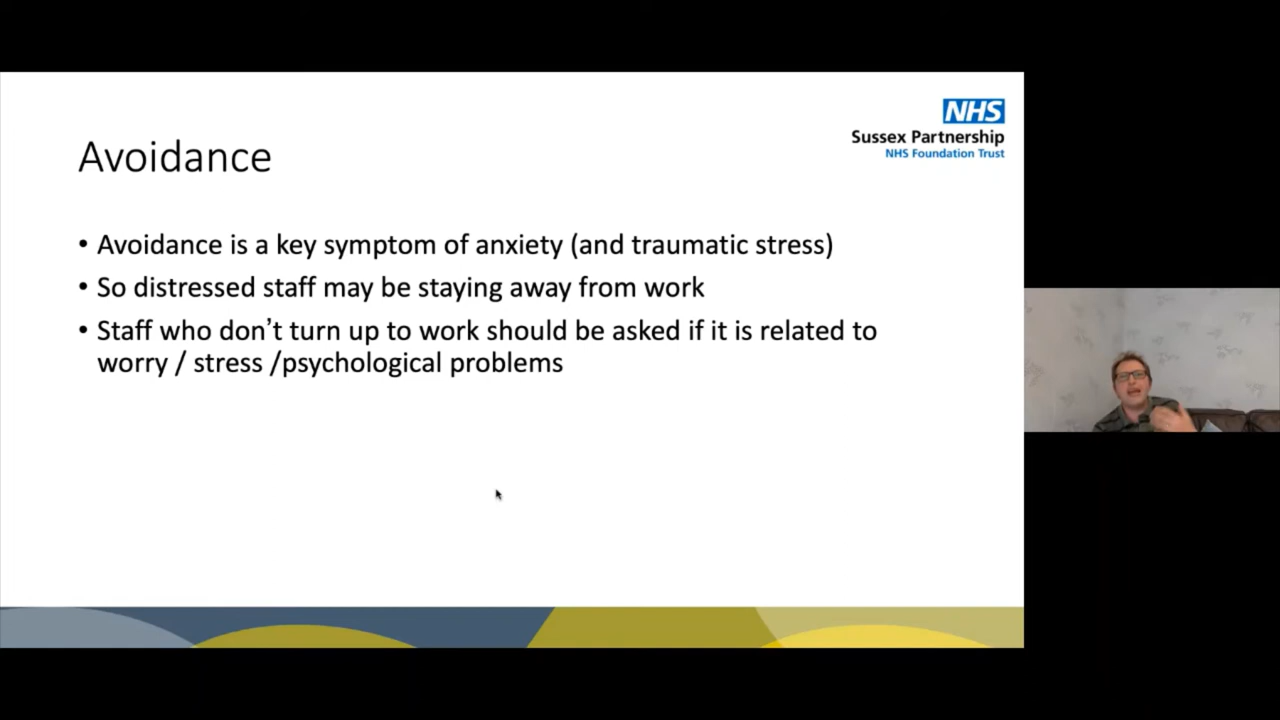 NHS
Sussex Partnership
NHS Foundation Trust
Avoidance
• Avoidance is a key symptom of anxiety (and traumatic stress)
• So distressed staff may be staying away from work
• Staff who don’t turn up to work should be asked if it is related to
worry / stress /psychological problems